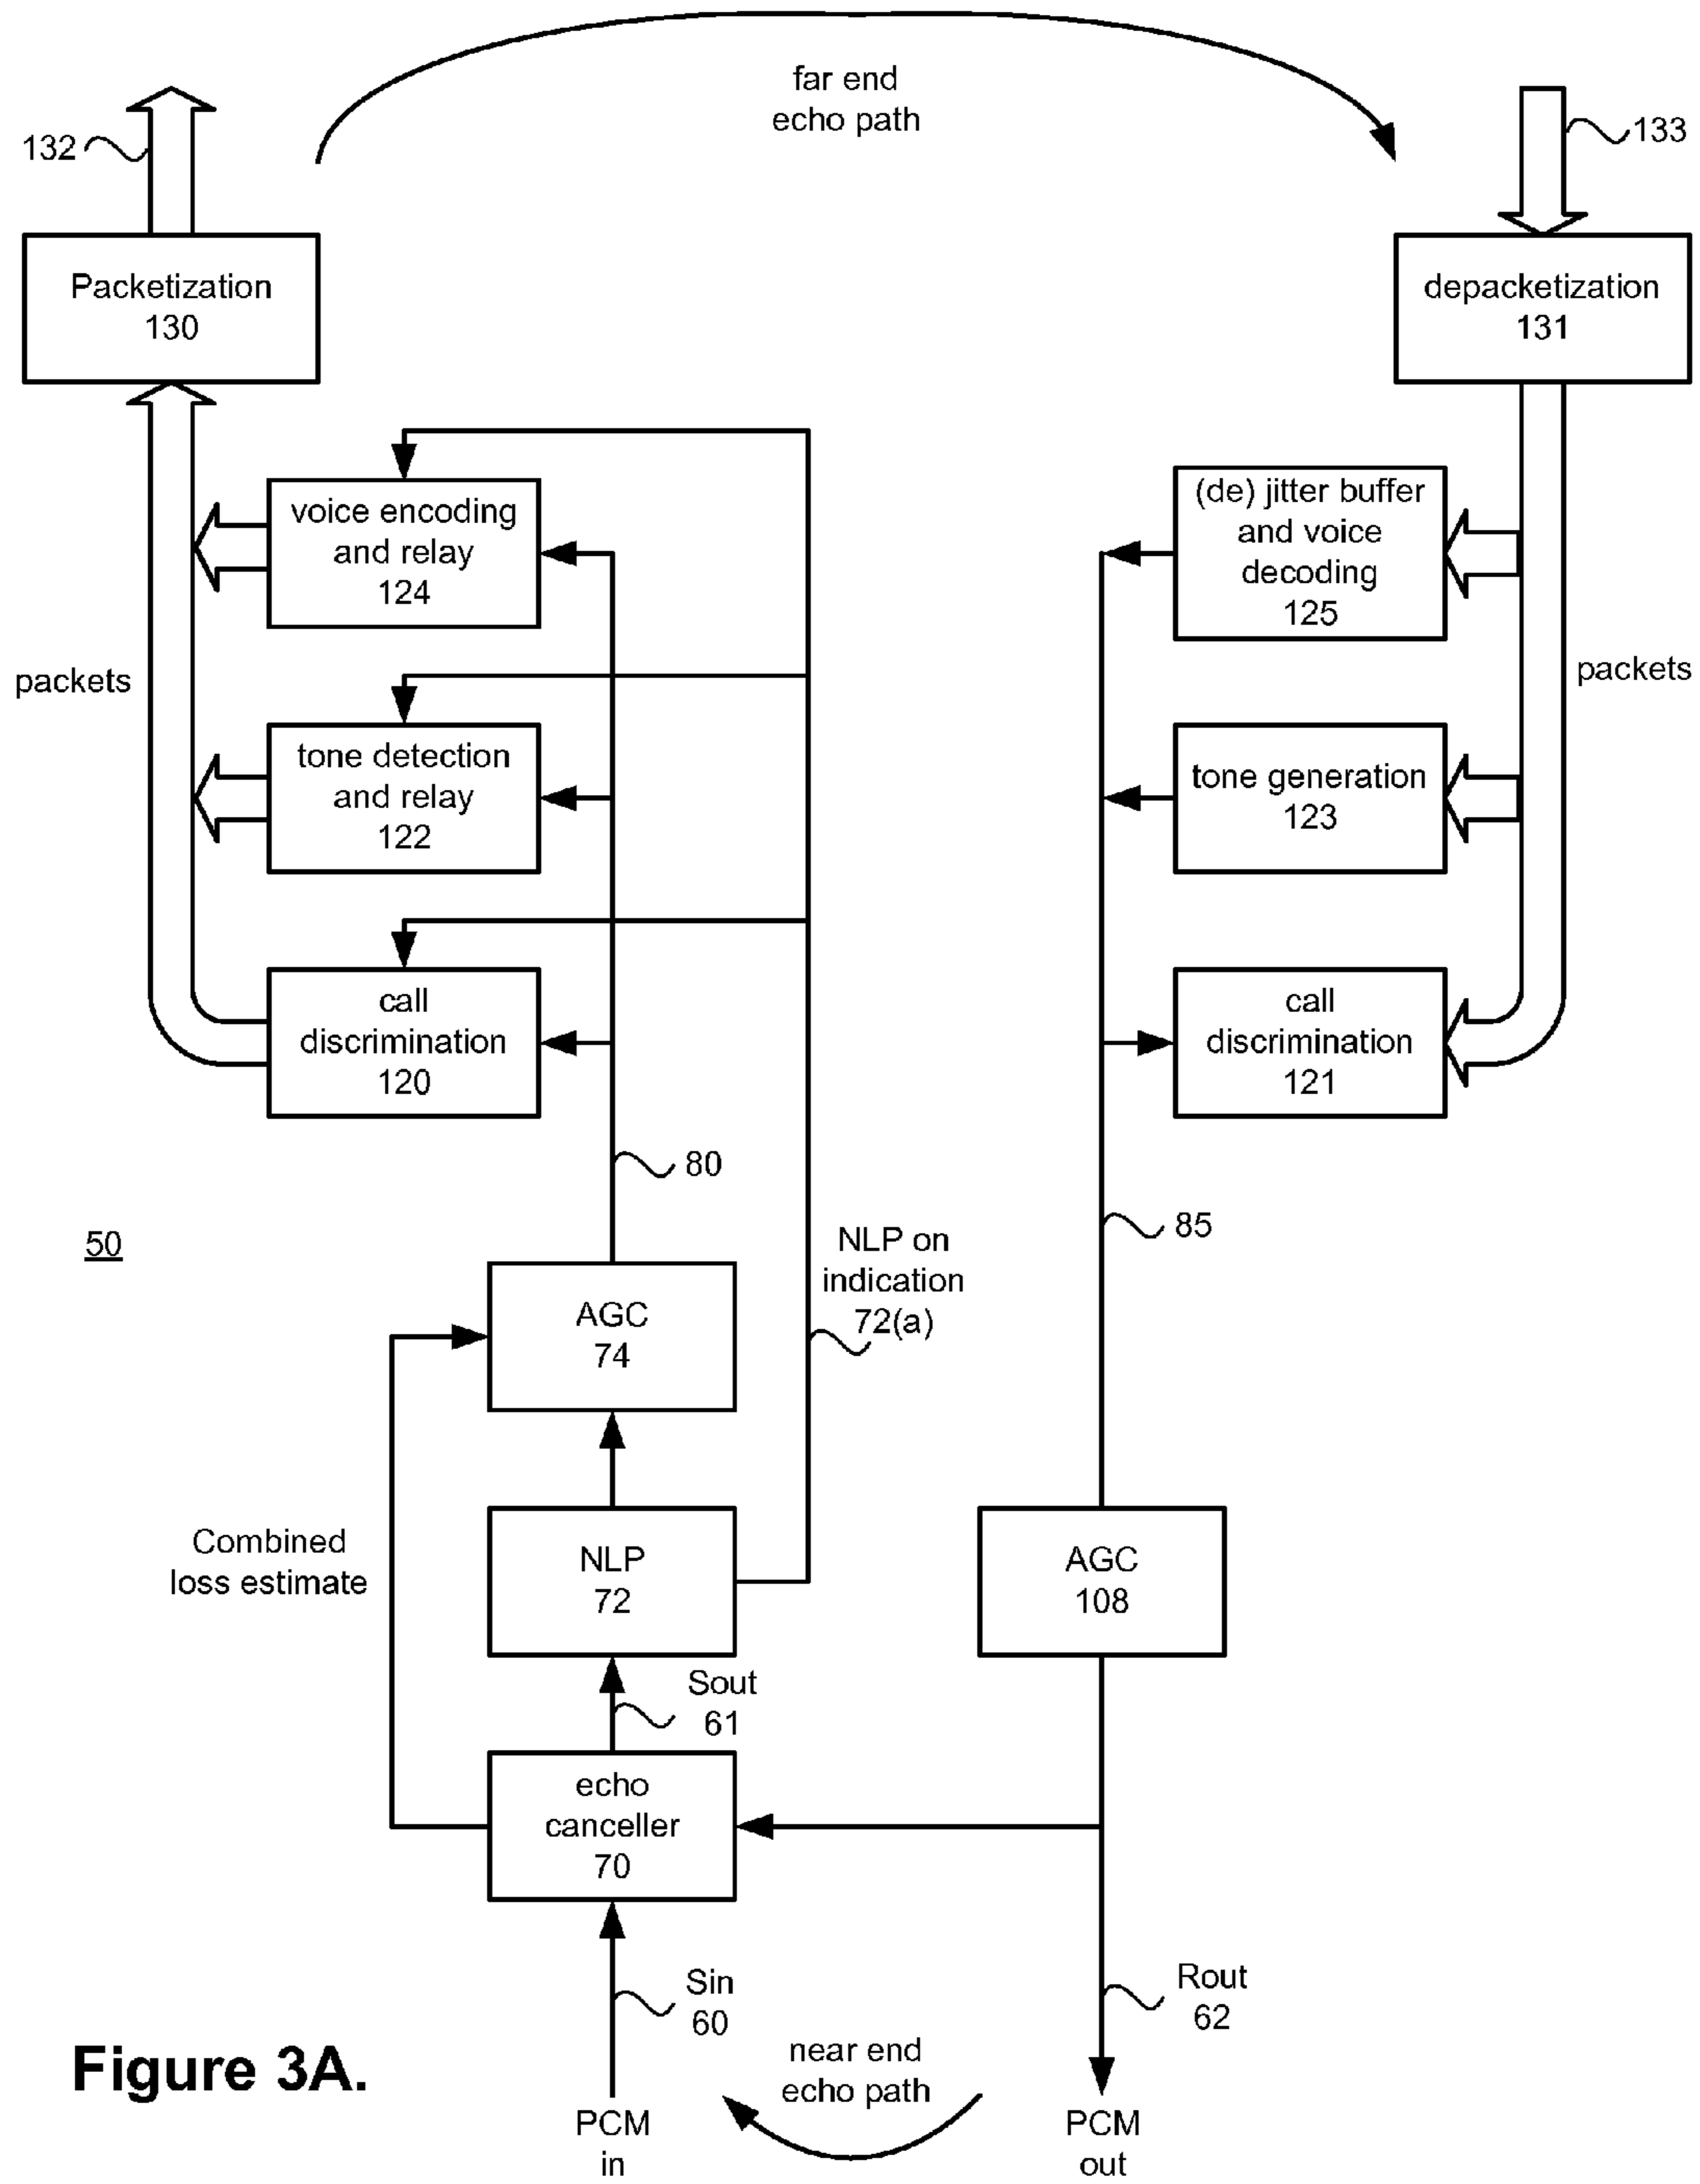 far end
echo path
132
133
Packetization
130
depacketization
131
voice encoding
and relay
124
(de) jitter buffer
and voice
decoding
125
packets
packets
tone detection
and relay
122
tone generation
123
call
discrimination
120
call
discrimination
121
80
85
50
NLP on
indication
72(a)
AGC
74
Combined
loss estimate
NLP
72
AGC
108
Sout
61
echo
canceller
70
Sin
60
Rout
62
Figure 3A.
near end
echo path
PCM
in
PCM
out